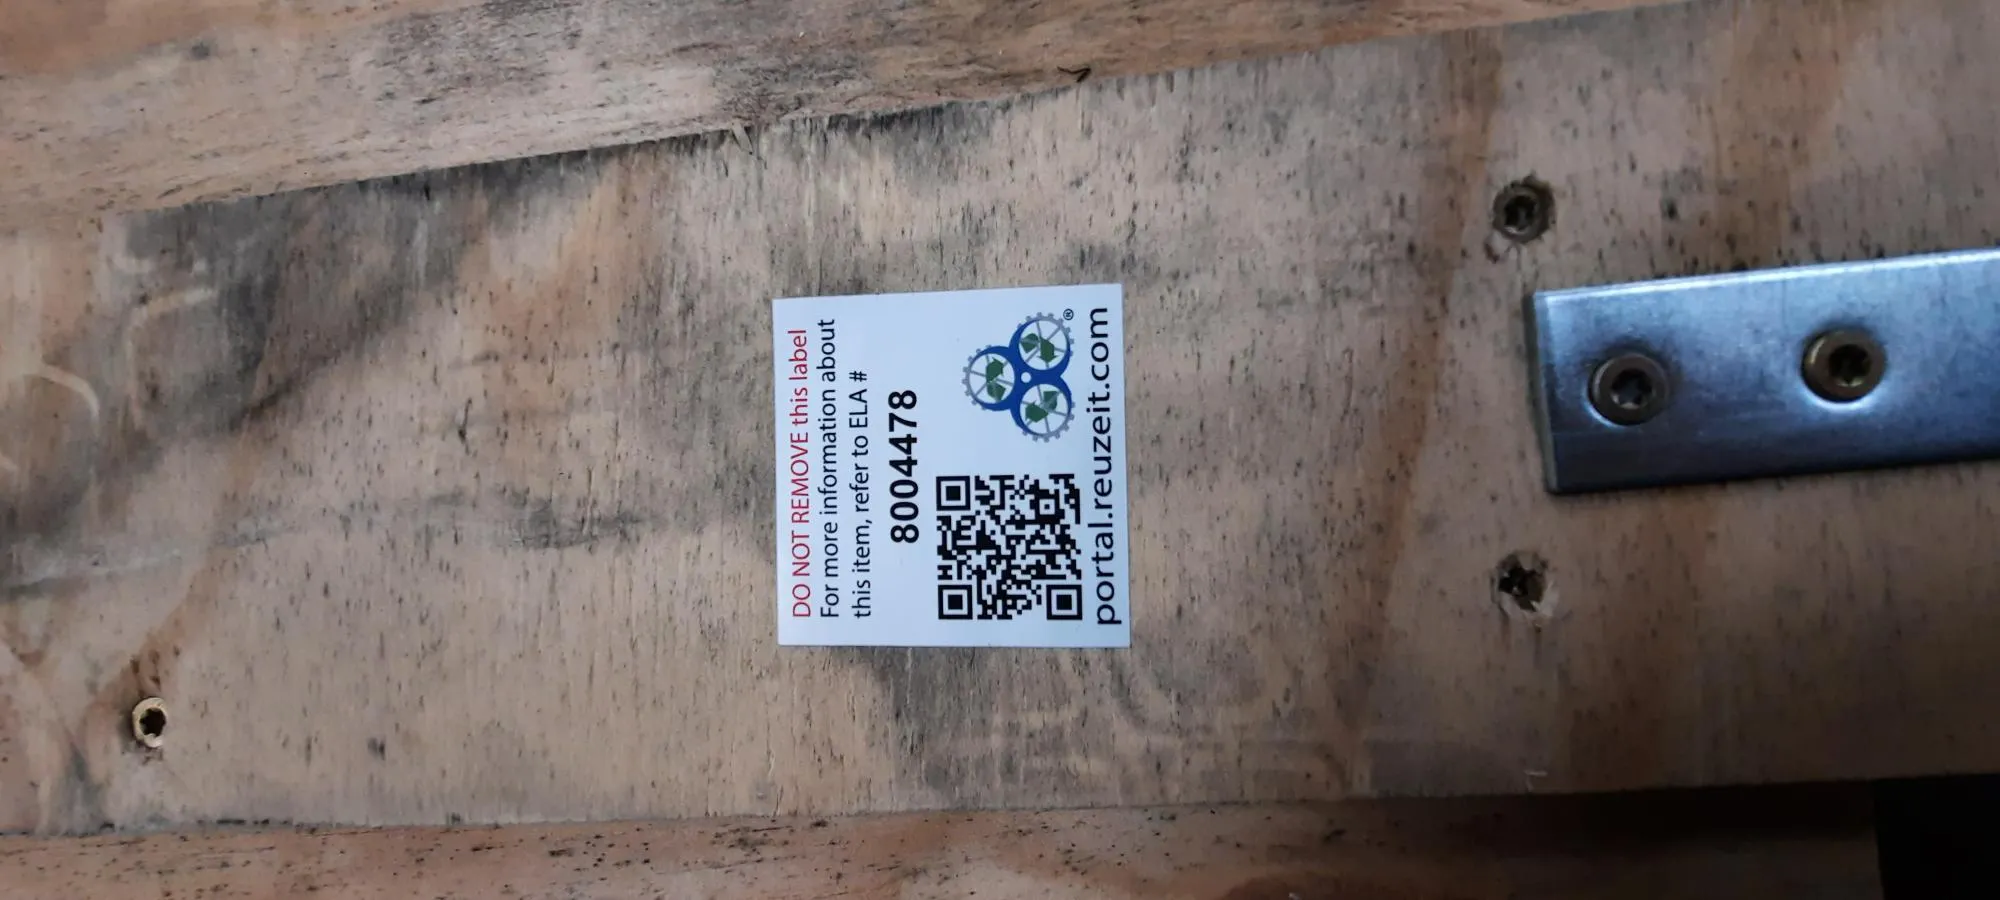 DO NOT REMOVE this label
For more information about
this item, refer to ELA #
8004478
®
portal.reuzeit.com